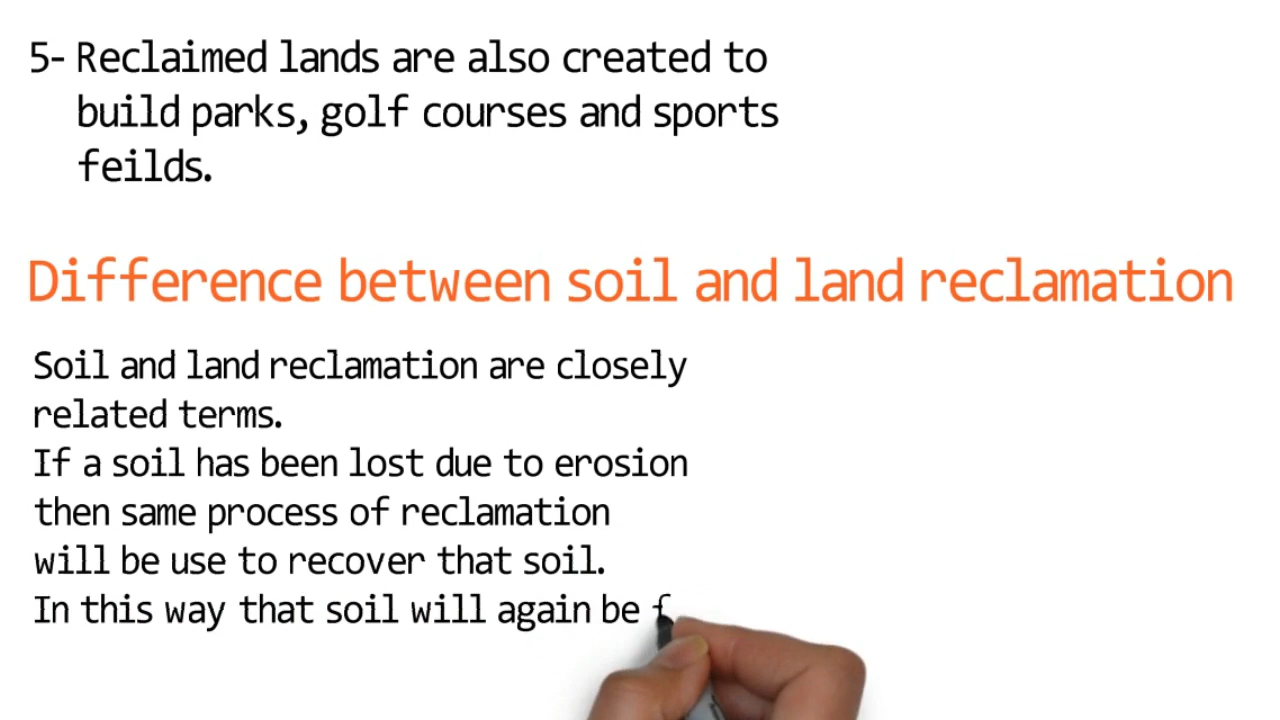 5- Reclaimed lands are also created to
build parks, golf courses and sports
feilds.
Difference between soil and land reclamation
Soil and land reclamation are closely
related terms.
If a soil has been lost due to erosion
then same process of reclamation
will be use to recover that soil.
In this way that soil will again be f